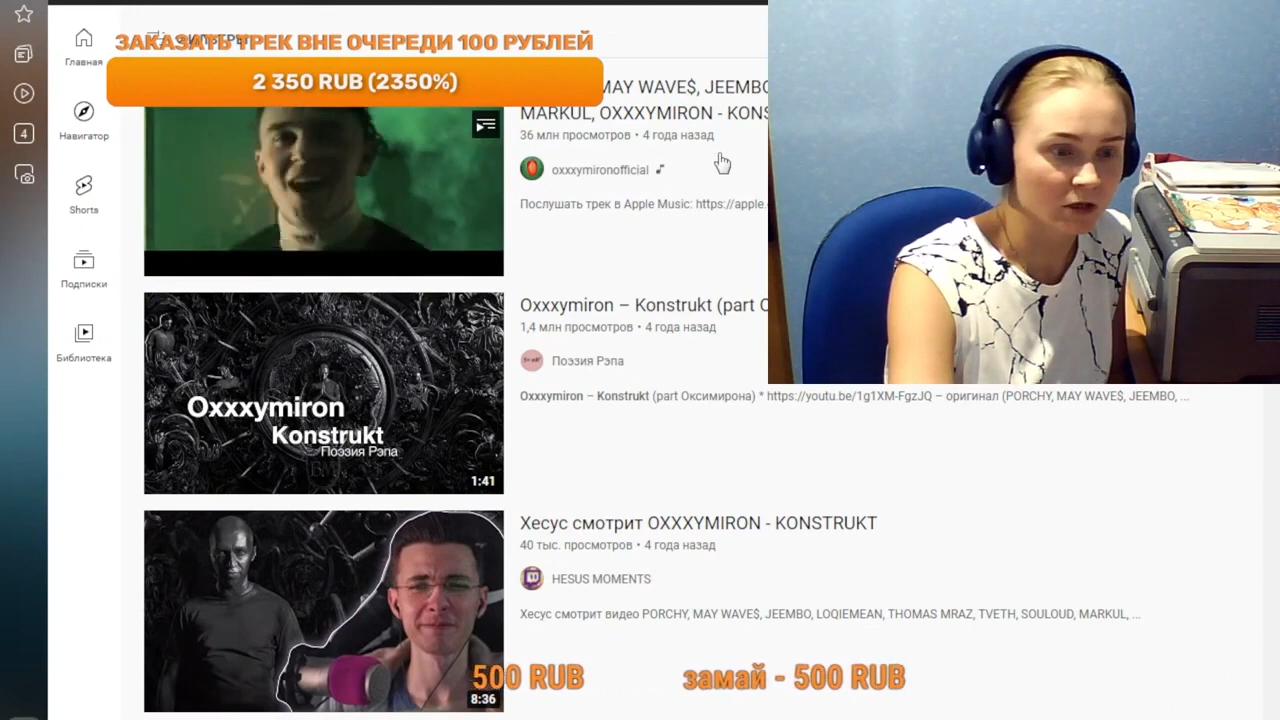 ЗАКАЗАТЬ ТРЕК ВНЕ ОЧЕРЕДИ 100 РУБЛЕЙ
2 350 RUB (2350%)
Главная
Навигатор
Shorts
Подписки
Библиотека
4
MAY WAVE$, JEEMBO
MARKUL, OXXXYMIRON - KONS
36 млн просмотров • 4 года назад
oxxxymironofficial
Послушать трек в Apple Music: https://apple.
Oxxxymiron
Konstrukt
Поэзия Рэпа
1:41
Oxxxymiron – Konstrukt (part O
1,4 млн просмотров • 4 года назад
Поэзия Рэпа
Oxxxymiron – Konstrukt (part Оксимирона) * https://youtu.be/1g1XM-FgzJQ – оригинал (PORCHY, MAY WAVE$, JEEMBO, ...
8:36
Хесус смотрит OXXXYMIRON - KONSTRUKT
40 тыс. просмотров • 4 года назад
HESUS MOMENTS
Хесус смотрит видео PORCHY, MAY WAVE$, JEEMBO, LOQIEMEAN, THOMAS MRAZ, TVETH, SOULOUD, MARKUL, ...
500 RUB замай - 500 RUB